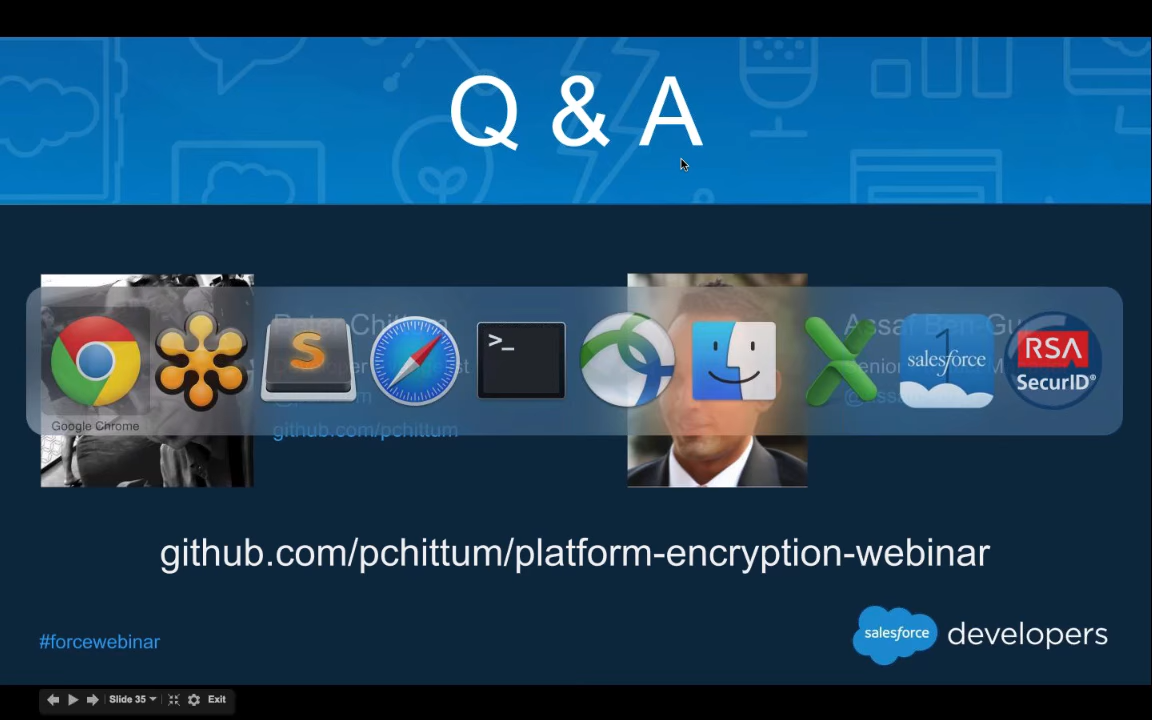 Q & A
github.com/pchittum
>_
S
1
salesforce
RSA
SecurID®
Google Chrome
github.com/pchittum/platform-encryption-webinar
#forcewebinar
salesforce developers
Slide 35
Exit